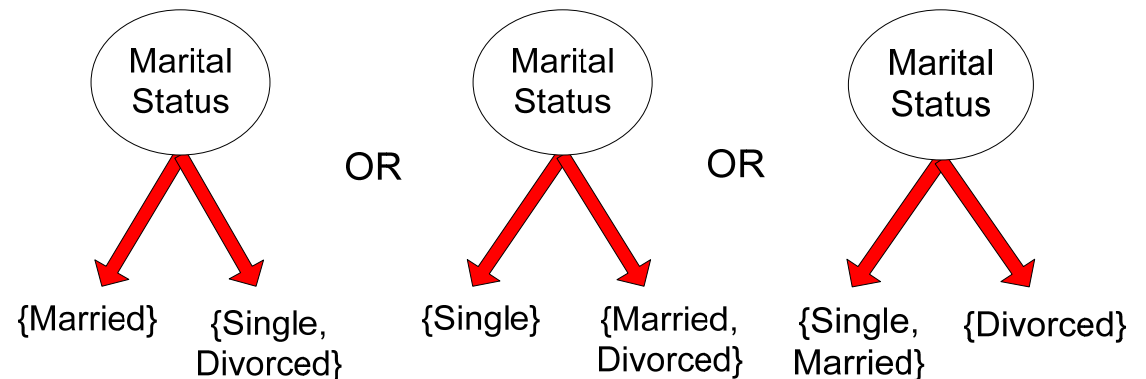 Marital
Status
Marital
Status
Marital
Status
OR
OR
{Married}
{Single,
Divorced}
{Single}
{Married,
Divorced}
{Single,
Married}
{Divorced}